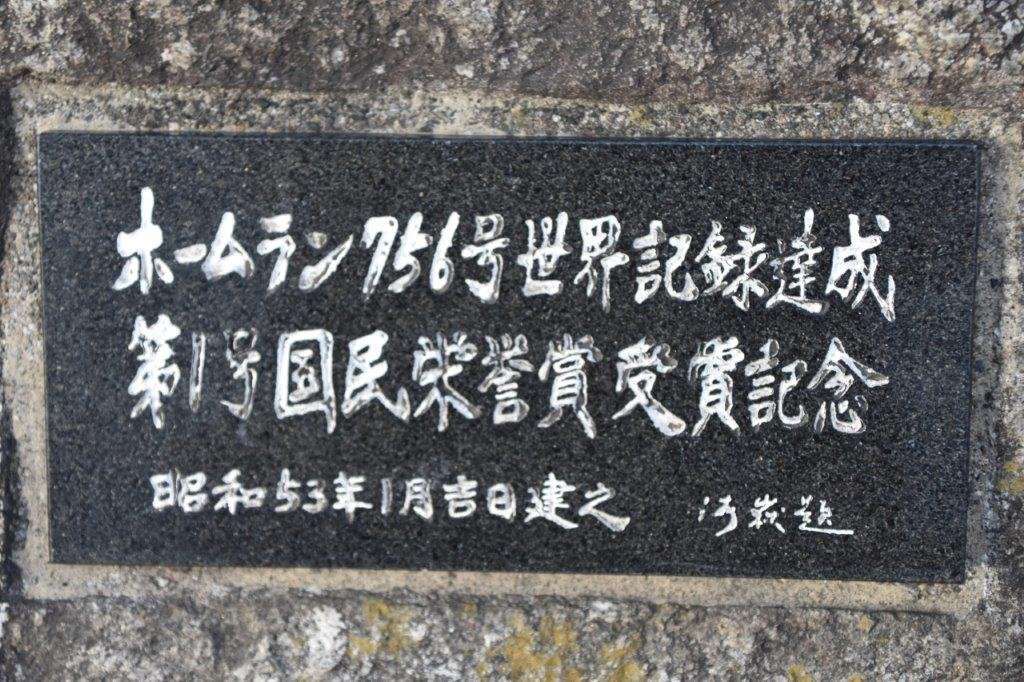 ホームラン756号世界記録達成
第1号国民栄誉賞受賞記念
昭和53年1月吉日建之 嶽題